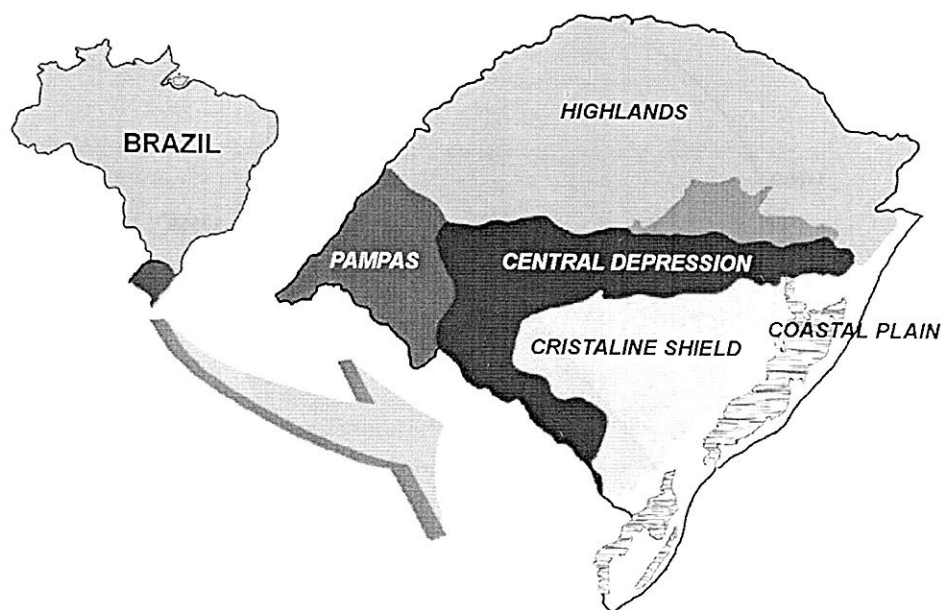 BRAZIL
HIGHLANDS
PAMPAS
CENTRAL DEPRESSION
CRISTALINE SHIELD
COASTAL PLAIN